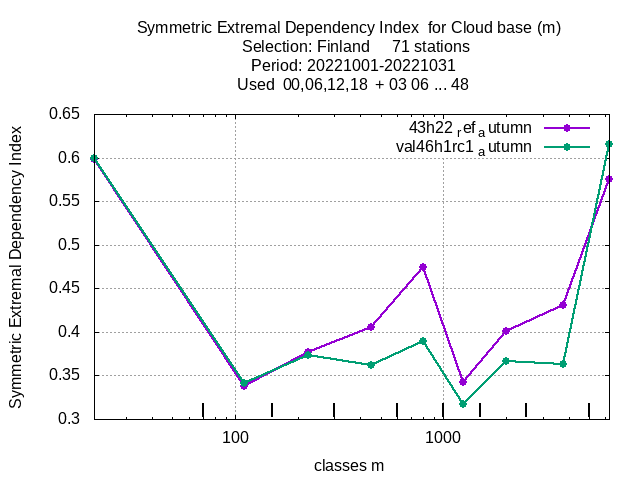 Symmetric Extremal Dependency Index  for Cloud base (m)
Selection: Finland     71 stations
Period: 20221001-20221031
Used  00,06,12,18  + 03 06 ... 48
43h22 ref autumn
val46h1rc1 autumn
Symmetric Extremal Dependency Index
0.65
0.6
0.55
0.5
0.45
0.4
0.35
0.3
100 1000
classes m